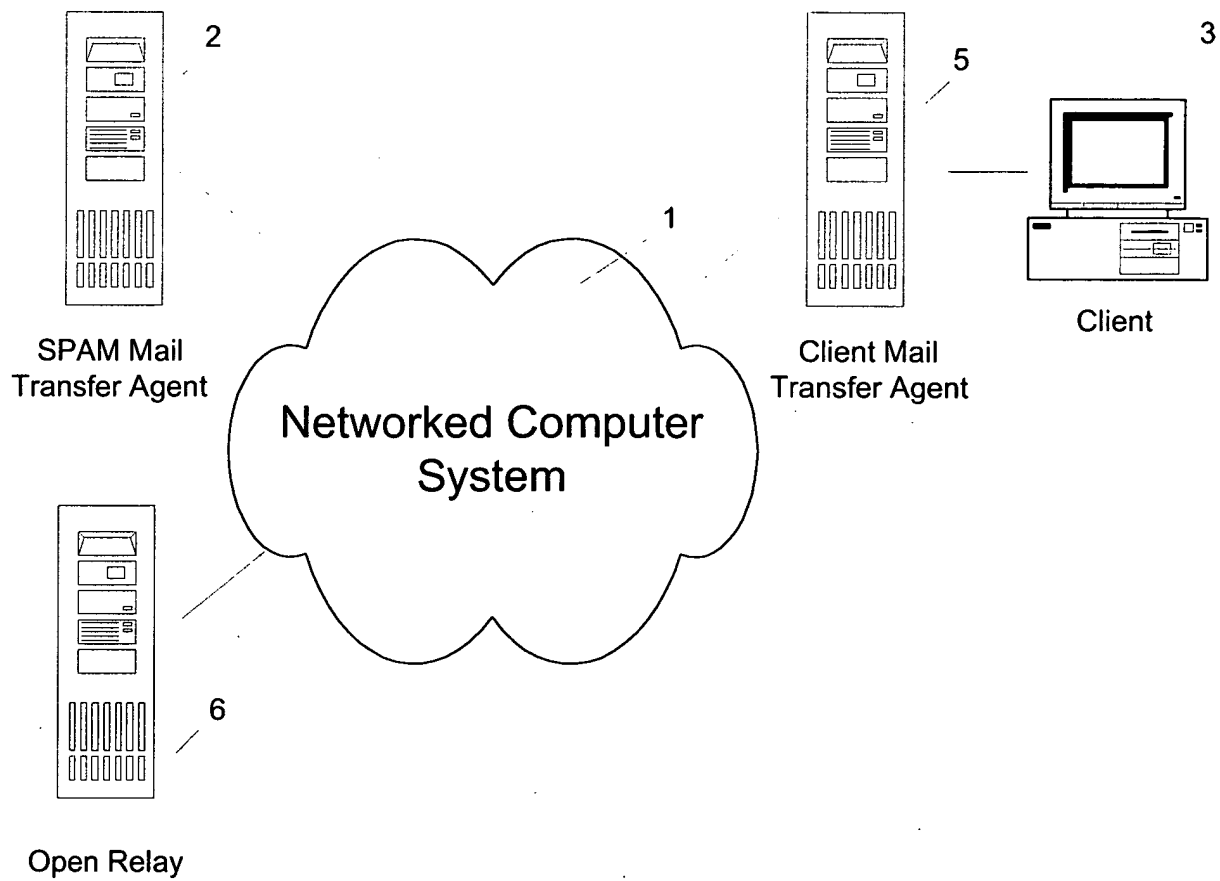 2
5
3
1
SPAM Mail
Transfer Agent
Client Mail
Transfer Agent
Client
Networked Computer
System
6
Open Relay